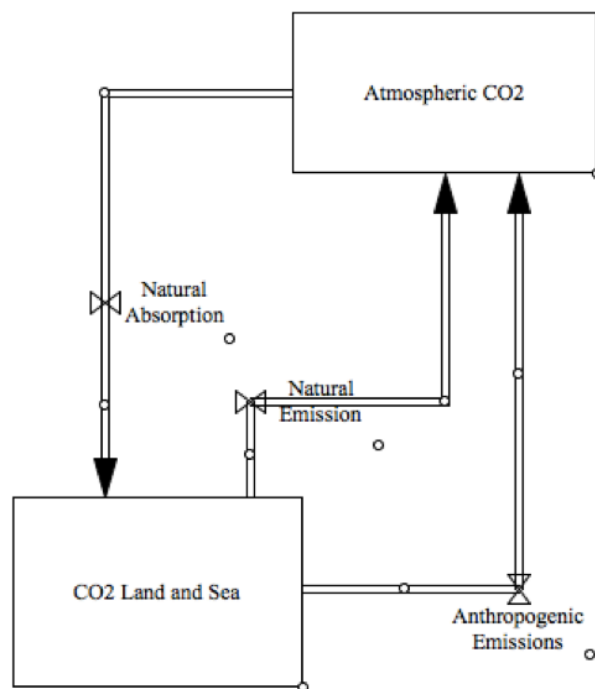 Atmospheric CO2
Natural
Absorption
Natural
Emission
CO2 Land and Sea
Anthropogenic
Emissions